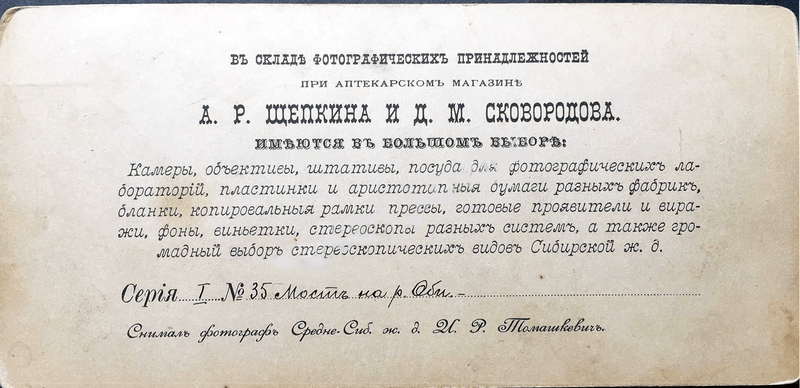 ВЪ СКЛАДѢ ФОТОГРАФИЧЕСКИХЪ ПРИНАДЛЕЖНОСТЕЙ
ПРИ АПТЕКАРСКОМЪ МАГАЗИНѢ
А. Р. ЩЕПКИНА И Д. М. СКОВОРОДОВА.
ИМѢЮТСЯ ВЪ БОЛЬШОМЪ ВЫБОРѢ:
Камеры, объективы, штативы, посуда для фотографическихъ ла-
бораторій, пластинки и аристотипныя бумаги разныхъ фабрикъ,
бланки, копировальныя рамки прессы, готовые проявители и вира-
жи, фоны, виньетки, стереоскопы разныхъ системъ, а также гро-
мадный выборъ стереоскопическихъ видовъ Сибирской ж. д.
Серія I № 35 Мостъ на р. Оби. –
Снималъ фотографъ Средне-Сиб. ж. д. И. Р. Томашкевичъ.